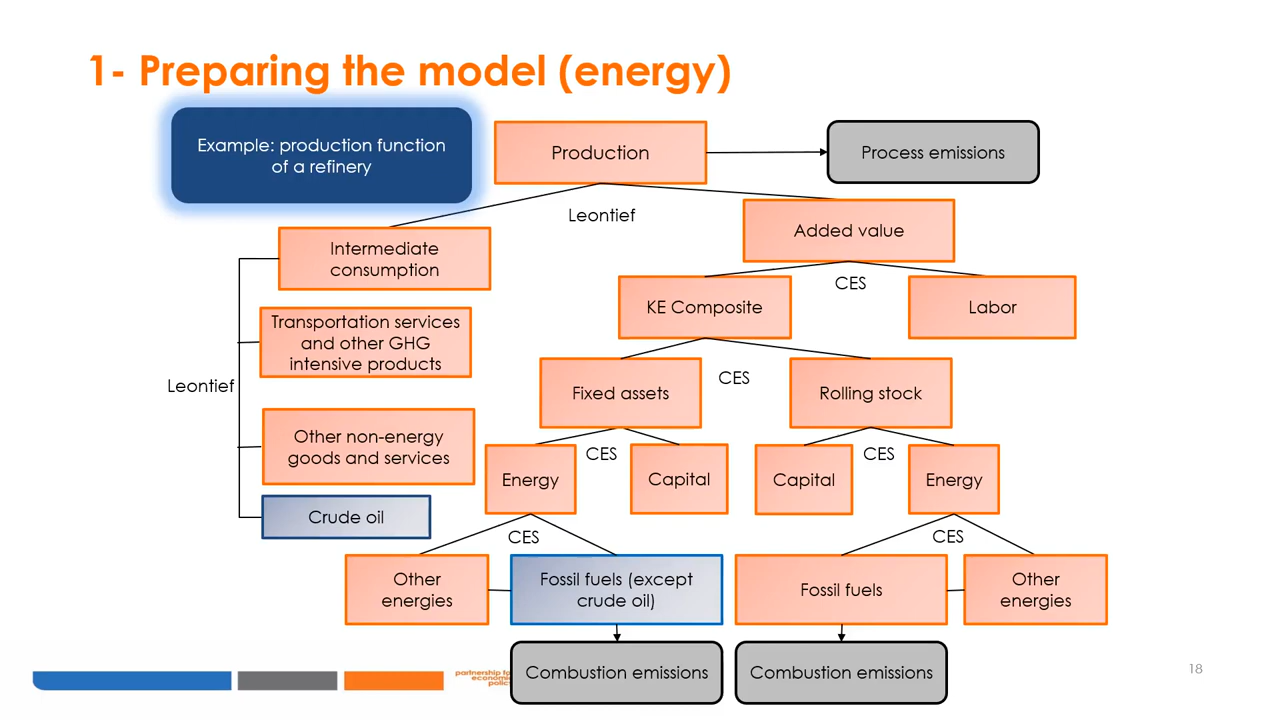 1- Preparing the model (energy)
Example: production function
of a refinery
Production
Process emissions
Leontief
Added value
Intermediate
consumption
CES
KE Composite
Labor
Transportation services
and other GHG
intensive products
Leontief
CES
Fixed assets
Rolling stock
Other non-energy
goods and services
CES
CES
Energy
Capital
Capital
Energy
Crude oil
CES
CES
Other
energies
Fossil fuels (except
crude oil)
Fossil fuels
Other
energies
Combustion emissions
Combustion emissions
partnership
economi
polic
18